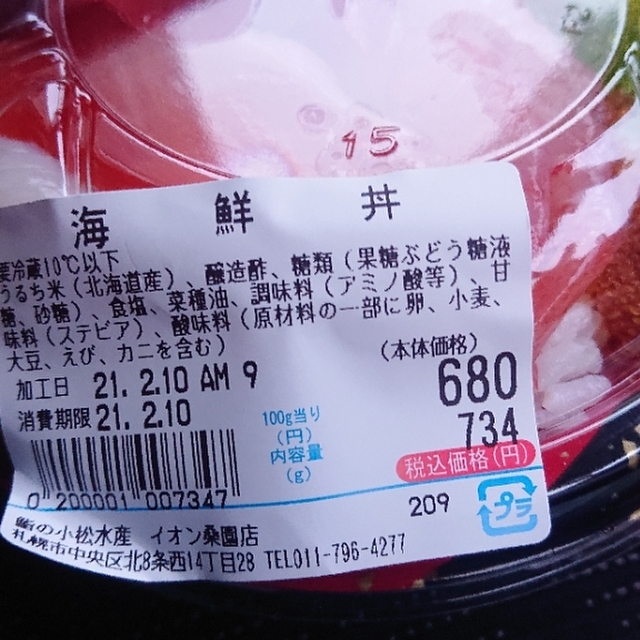 15
海鮮丼
要冷蔵10℃以下
うるち米(北海道産)、醸造酢、糖類(果糖ぶどう糖液
糖、砂糖)、食塩、菜種油、調味料(アミノ酸等)、甘
味料(ステビア)、酸味料(原材料の一部に卵、小麦、
大豆、えび、カニを含む)
加工日 21. 2.10 AM 9
消費期限 21. 2.10
100g当り
(円)
内容量
(g)
(本体価格)
680
734
税込価格(円)
0 200001 007347
209
プラ
鮨の小松水産 イオン桑園店
札幌市中央区北8条西14丁目28 TEL011-796-4277